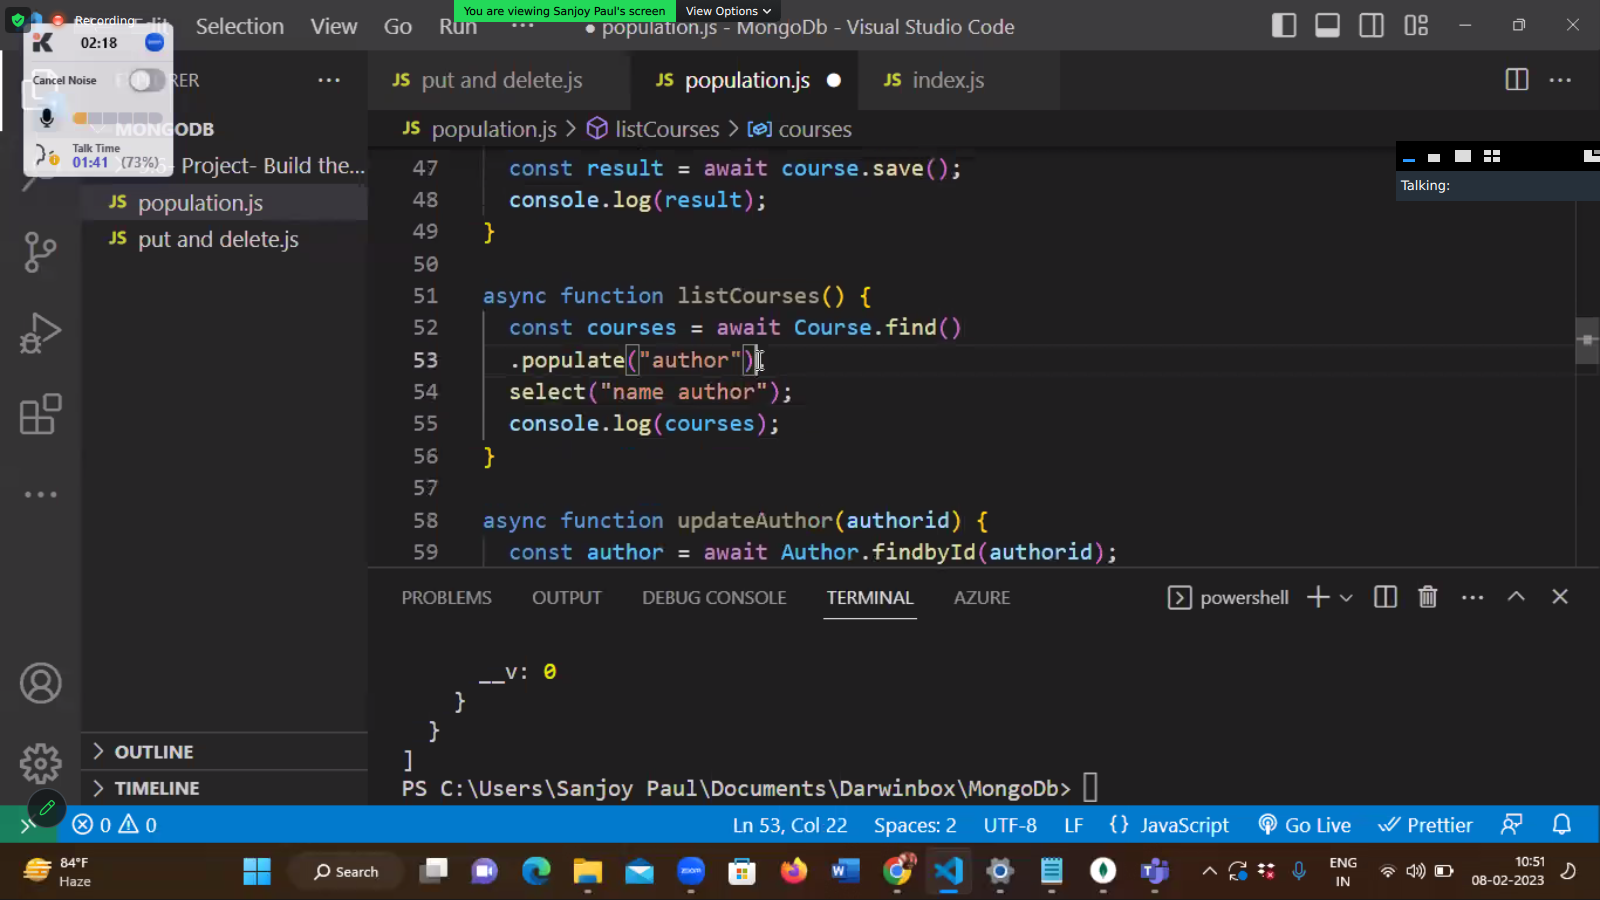 Recording
You are viewing Sanjoy Paul's screen
View Options
Edit Selection View Go Run ··· ● population.js - MongoDb - Visual Studio Code
02:18
Cancel Noise
Talk Time
01:41 (73%)
···
JS put and delete.js
JS population.js ●
JS index.js
···
population.js > listCourses > courses
MONGODB
Project- Build the...
JS population.js
JS put and delete.js
OUTLINE
TIMELINE
Talking:
47 const result = await course.save();
48 console.log(result);
49 }
50
51 async function listCourses() {
52 const courses = await Course.find()
53 .populate("author")
54 select("name author");
55 console.log(courses);
56 }
57
58 async function updateAuthor(authorid) {
59 const author = await Author.findbyId(authorid);
PROBLEMS OUTPUT DEBUG CONSOLE TERMINAL AZURE
powershell
···
__v: 0
}
}
]
PS C:\Users\Sanjoy Paul\Documents\Darwinbox\MongoDb>
0 0
Ln 53, Col 22 Spaces: 2 UTF-8 LF {} JavaScript Go Live Prettier
84°F
Haze
Search
zoom
ENG
IN
10:51
08-02-2023